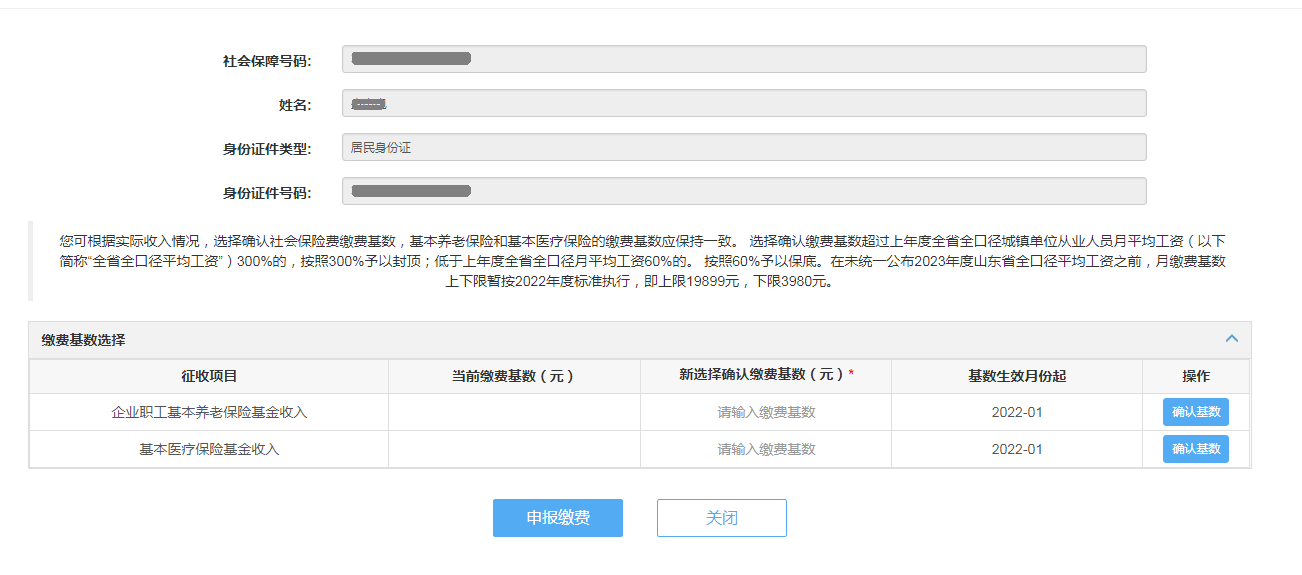 社会保障号码:
姓名:
身份证件类型: 居民身份证
身份证件号码:
您可根据实际收入情况，选择确认社会保险费缴费基数，基本养老保险和基本医疗保险的缴费基数应保持一致。 选择确认缴费基数超过上年度全省全口径城镇单位从业人员月平均工资（以下
简称“全省全口径平均工资”）300%的，按照300%予以封顶；低于上年度全省全口径月平均工资60%的。 按照60%予以保底。在未统一公布2023年度山东省全口径平均工资之前，月缴费基数
上下限暂按2022年度标准执行，即上限19899元，下限3980元。
缴费基数选择
征收项目 当前缴费基数（元） 新选择确认缴费基数（元）* 基数生效月份起 操作
企业职工基本养老保险基金收入 请输入缴费基数 2022-01 确认基数
基本医疗保险基金收入 请输入缴费基数 2022-01 确认基数
申报缴费 关闭